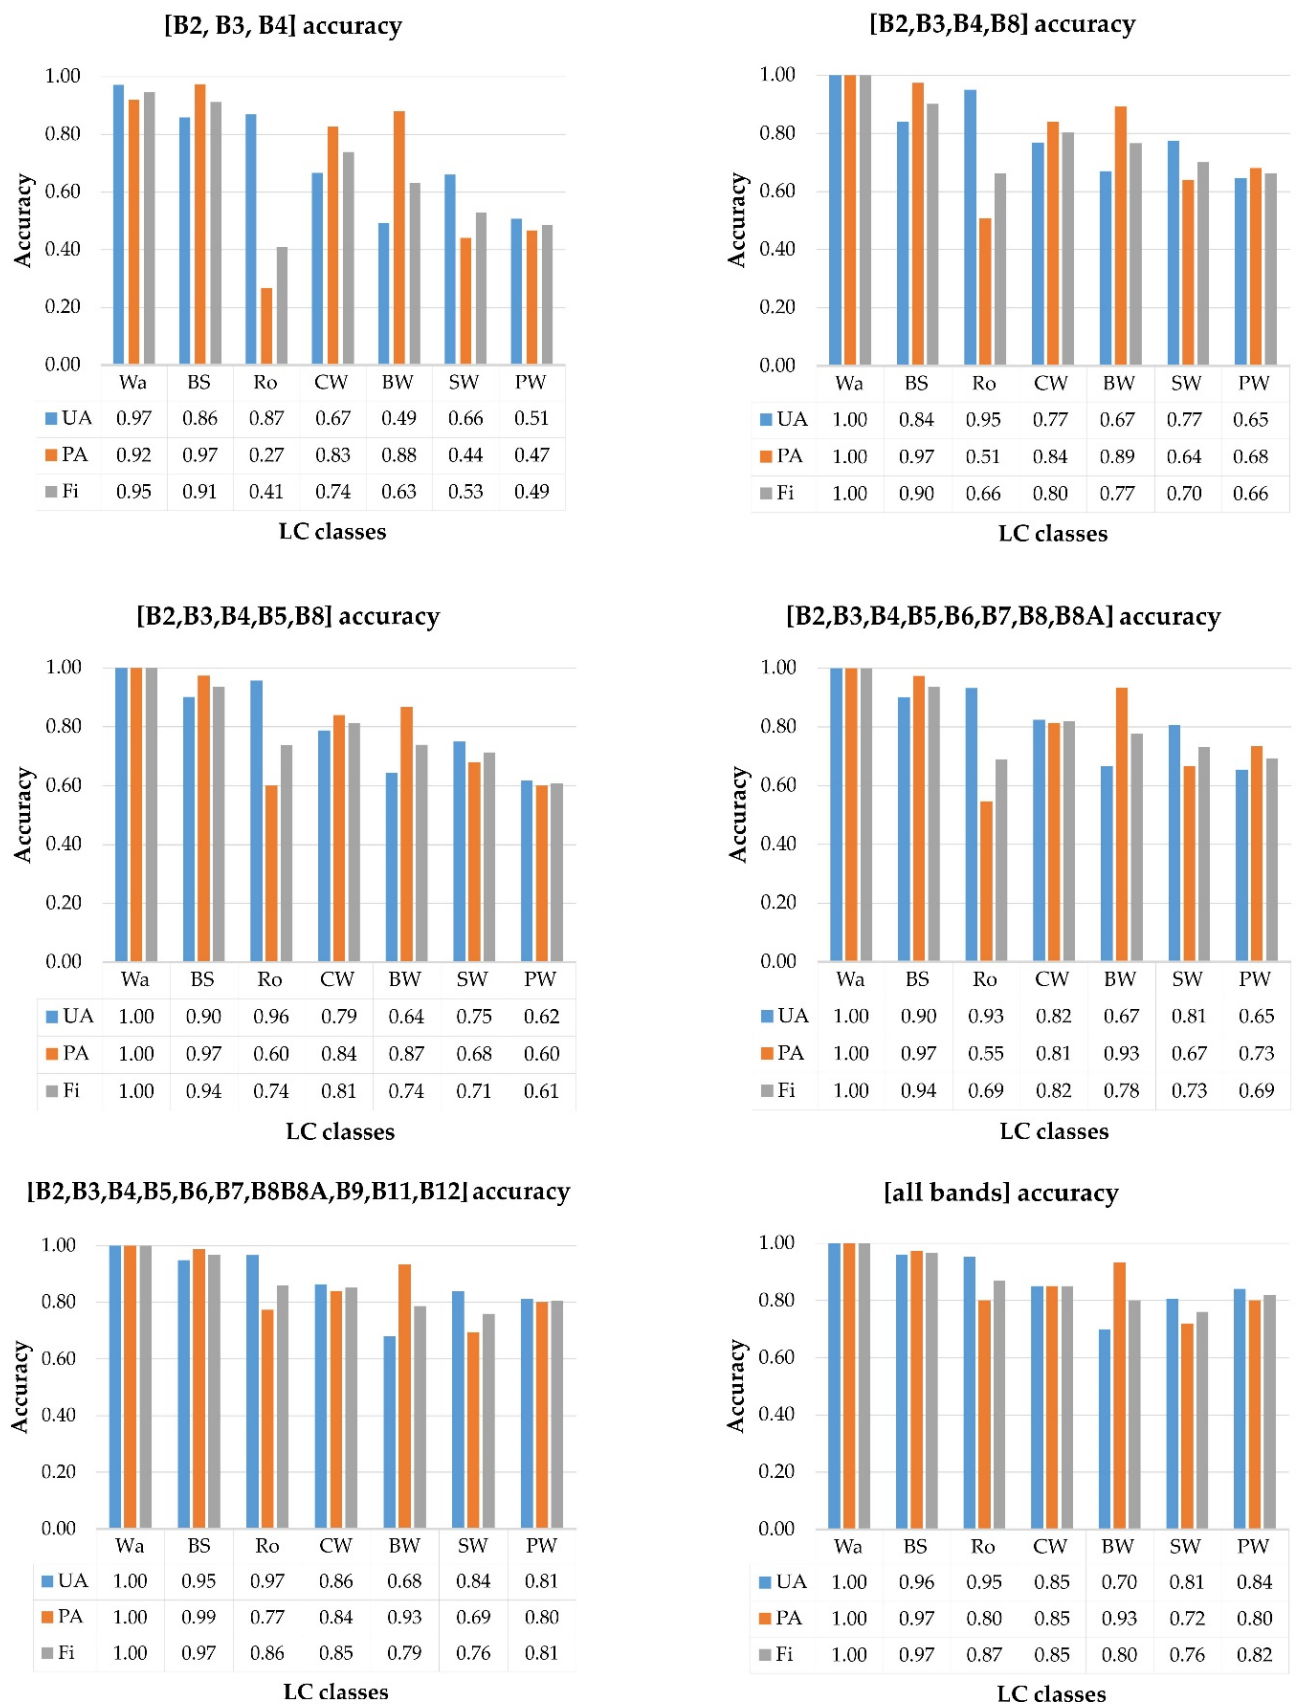 [B2, B3, B4] accuracy
1.00
0.80
0.60
0.40
0.20
0.00
Accuracy
Wa BS Ro CW BW SW PW
UA 0.97 0.86 0.87 0.67 0.49 0.66 0.51
PA 0.92 0.97 0.27 0.83 0.88 0.44 0.47
Fi 0.95 0.91 0.41 0.74 0.63 0.53 0.49
LC classes
[B2,B3,B4,B8] accuracy
1.00
0.80
0.60
0.40
0.20
0.00
Accuracy
Wa BS Ro CW BW SW PW
UA 1.00 0.84 0.95 0.77 0.67 0.77 0.65
PA 1.00 0.97 0.51 0.84 0.89 0.64 0.68
Fi 1.00 0.90 0.66 0.80 0.77 0.70 0.66
LC classes
[B2,B3,B4,B5,B8] accuracy
1.00
0.80
0.60
0.40
0.20
0.00
Accuracy
Wa BS Ro CW BW SW PW
UA 1.00 0.90 0.96 0.79 0.64 0.75 0.62
PA 1.00 0.97 0.60 0.84 0.87 0.68 0.60
Fi 1.00 0.94 0.74 0.81 0.74 0.71 0.61
LC classes
[B2,B3,B4,B5,B6,B7,B8,B8A] accuracy
1.00
0.80
0.60
0.40
0.20
0.00
Accuracy
Wa BS Ro CW BW SW PW
UA 1.00 0.90 0.93 0.82 0.67 0.81 0.65
PA 1.00 0.97 0.55 0.81 0.93 0.67 0.73
Fi 1.00 0.94 0.69 0.82 0.78 0.73 0.69
LC classes
[B2,B3,B4,B5,B6,B7,B8B8A,B9,B11,B12] accuracy
1.00
0.80
0.60
0.40
0.20
0.00
Accuracy
Wa BS Ro CW BW SW PW
UA 1.00 0.95 0.97 0.86 0.68 0.84 0.81
PA 1.00 0.99 0.77 0.84 0.93 0.69 0.80
Fi 1.00 0.97 0.86 0.85 0.79 0.76 0.81
LC classes
[all bands] accuracy
1.00
0.80
0.60
0.40
0.20
0.00
Accuracy
Wa BS Ro CW BW SW PW
UA 1.00 0.96 0.95 0.85 0.70 0.81 0.84
PA 1.00 0.97 0.80 0.85 0.93 0.72 0.80
Fi 1.00 0.97 0.87 0.85 0.80 0.76 0.82
LC classes